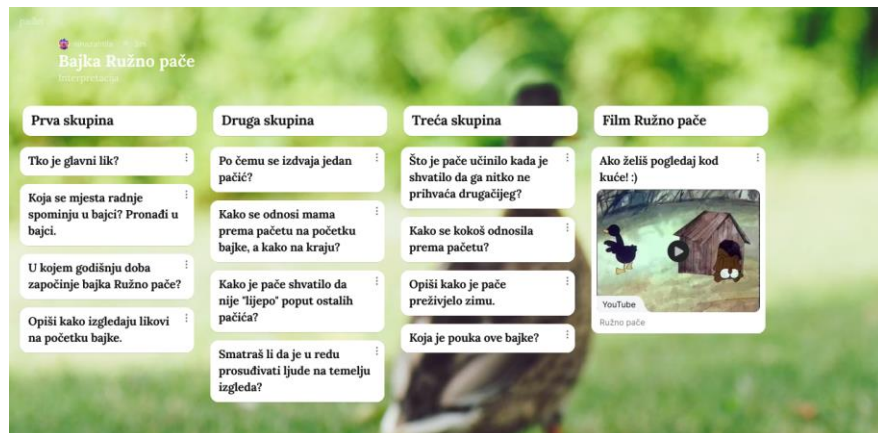 padlet
Bajka Ružno pače
Interpretacija
Prva skupina
Tko je glavni lik?
Koja se mjesta radnje
spominju u bajci? Pronađi u
bajci.
U kojem godišnju doba
započinje bajka Ružno pače?
Opiši kako izgledaju likovi
na početku bajke.
Druga skupina
Po čemu se izdvaja jedan
pačić?
Kako se odnosi mama
prema pačetu na početku
bajke, a kako na kraju?
Kako je pače shvatilo da
nije "lijepo" poput ostalih
pačića?
Smatraš li da je u redu
prosuđivati ljude na temelju
izgleda?
Treća skupina
Što je pače učinilo kada je
shvatilo da ga nitko ne
prihvaća drugačijeg?
Kako se kokoš odnosila
prema pačetu?
Opiši kako je pače
preživjelo zimu.
Koja je pouka ove bajke?
Film Ružno pače
Ako želiš pogledaj kod
kuće! :)
YouTube
Ružno pače